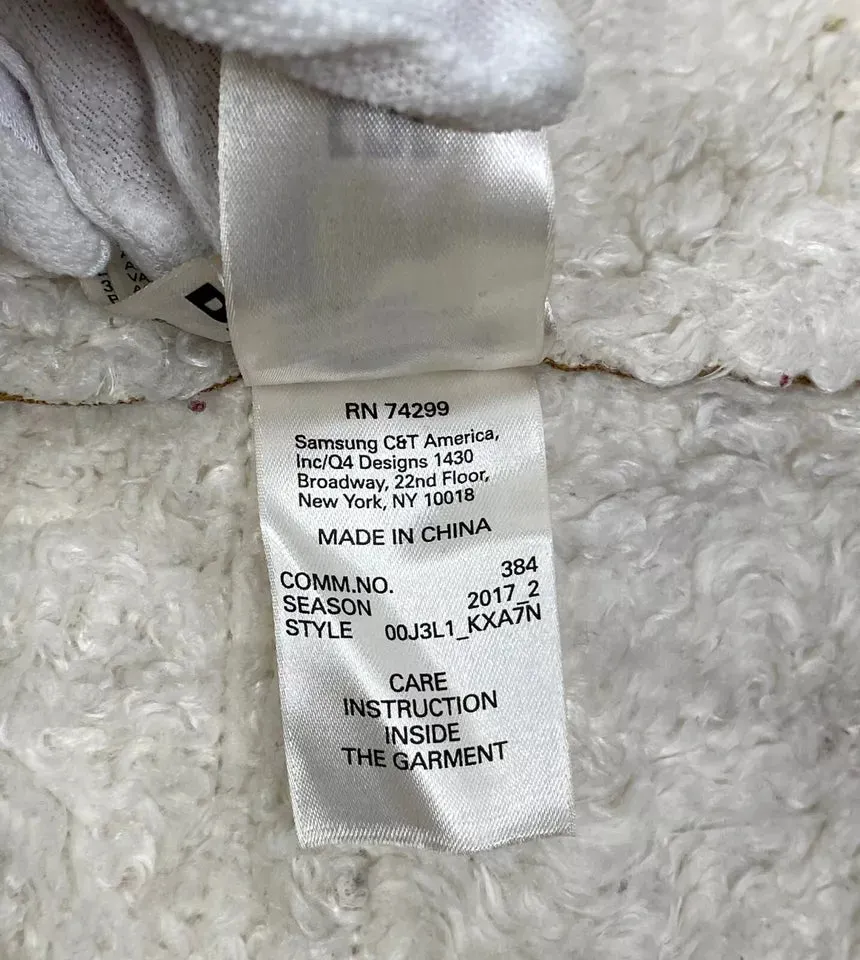 RN 74299
Samsung C&T America,
Inc/Q4 Designs 1430
Broadway, 22nd Floor,
New York, NY 10018
MADE IN CHINA
COMM.NO. 384
SEASON 2017_2
STYLE 00J3L1_KXA7N
CARE
INSTRUCTION
INSIDE
THE GARMENT